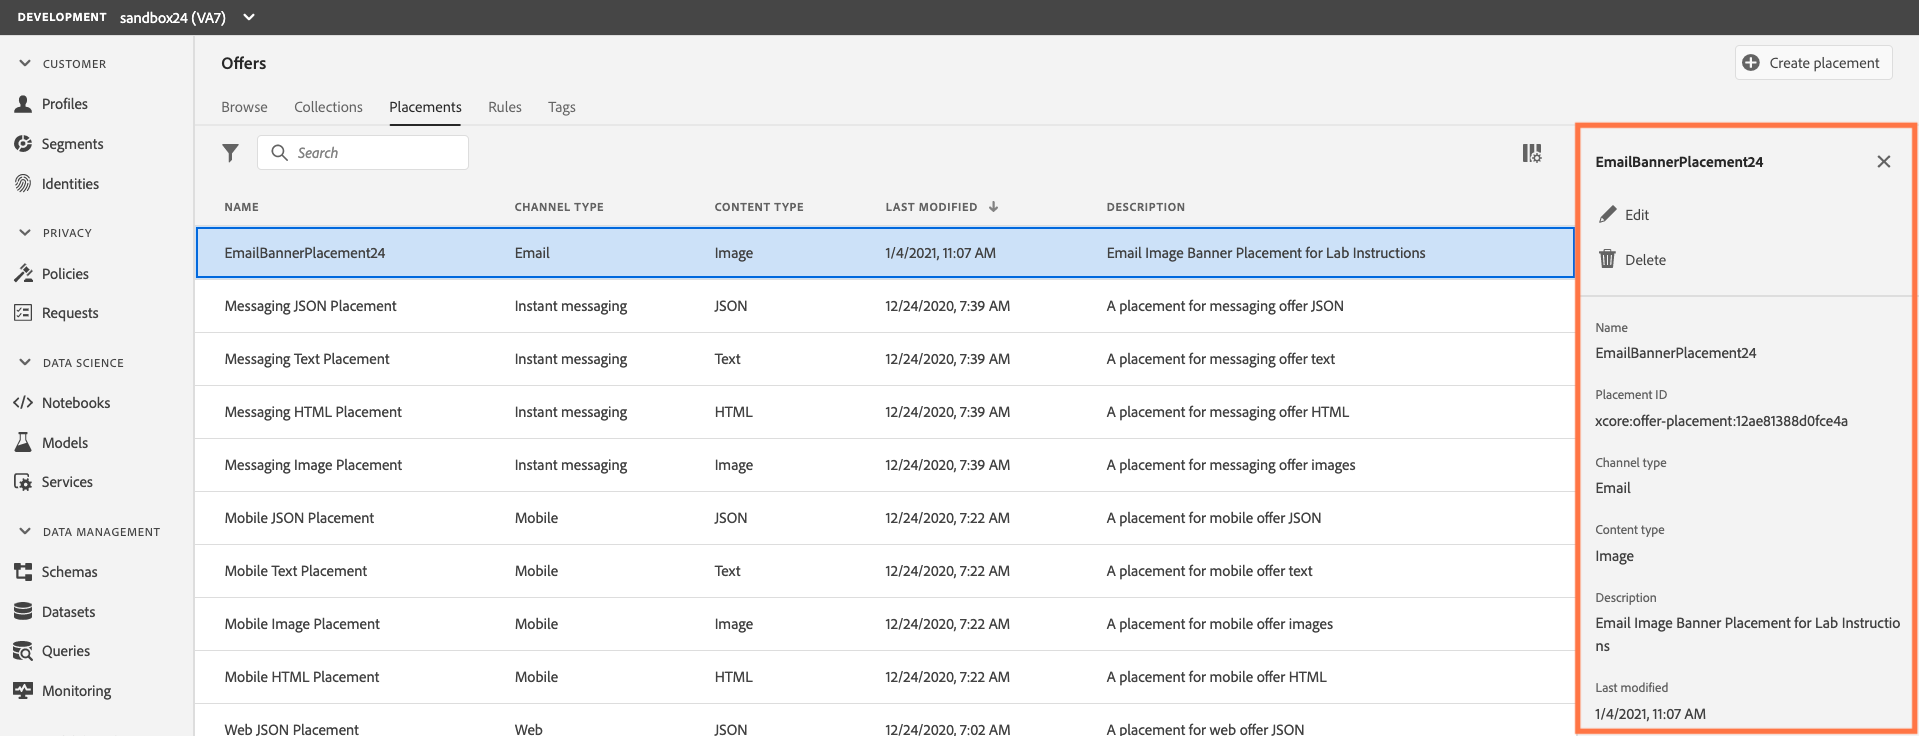 DEVELOPMENT sandbox24 (VA7)
CUSTOMER
Profiles
Segments
Identities
PRIVACY
Policies
Requests
DATA SCIENCE
Notebooks
Models
Services
DATA MANAGEMENT
Schemas
Datasets
Queries
Monitoring
Offers
Create placement
Browse Collections Placements Rules Tags
Search
NAME CHANNEL TYPE CONTENT TYPE LAST MODIFIED DESCRIPTION
EmailBannerPlacement24 Email Image 1/4/2021, 11:07 AM Email Image Banner Placement for Lab Instructions
Messaging JSON Placement Instant messaging JSON 12/24/2020, 7:39 AM A placement for messaging offer JSON
Messaging Text Placement Instant messaging Text 12/24/2020, 7:39 AM A placement for messaging offer text
Messaging HTML Placement Instant messaging HTML 12/24/2020, 7:39 AM A placement for messaging offer HTML
Messaging Image Placement Instant messaging Image 12/24/2020, 7:39 AM A placement for messaging offer images
Mobile JSON Placement Mobile JSON 12/24/2020, 7:22 AM A placement for mobile offer JSON
Mobile Text Placement Mobile Text 12/24/2020, 7:22 AM A placement for mobile offer text
Mobile Image Placement Mobile Image 12/24/2020, 7:22 AM A placement for mobile offer images
Mobile HTML Placement Mobile HTML 12/24/2020, 7:22 AM A placement for mobile offer HTML
Web JSON Placement Web JSON 12/24/2020, 7:02 AM A placement for web offer JSON
EmailBannerPlacement24
Edit
Delete
Name
EmailBannerPlacement24
Placement ID
xcore:offer-placement:12ae81388d0fce4a
Channel type
Email
Content type
Image
Description
Email Image Banner Placement for Lab Instructio
ns
Last modified
1/4/2021, 11:07 AM